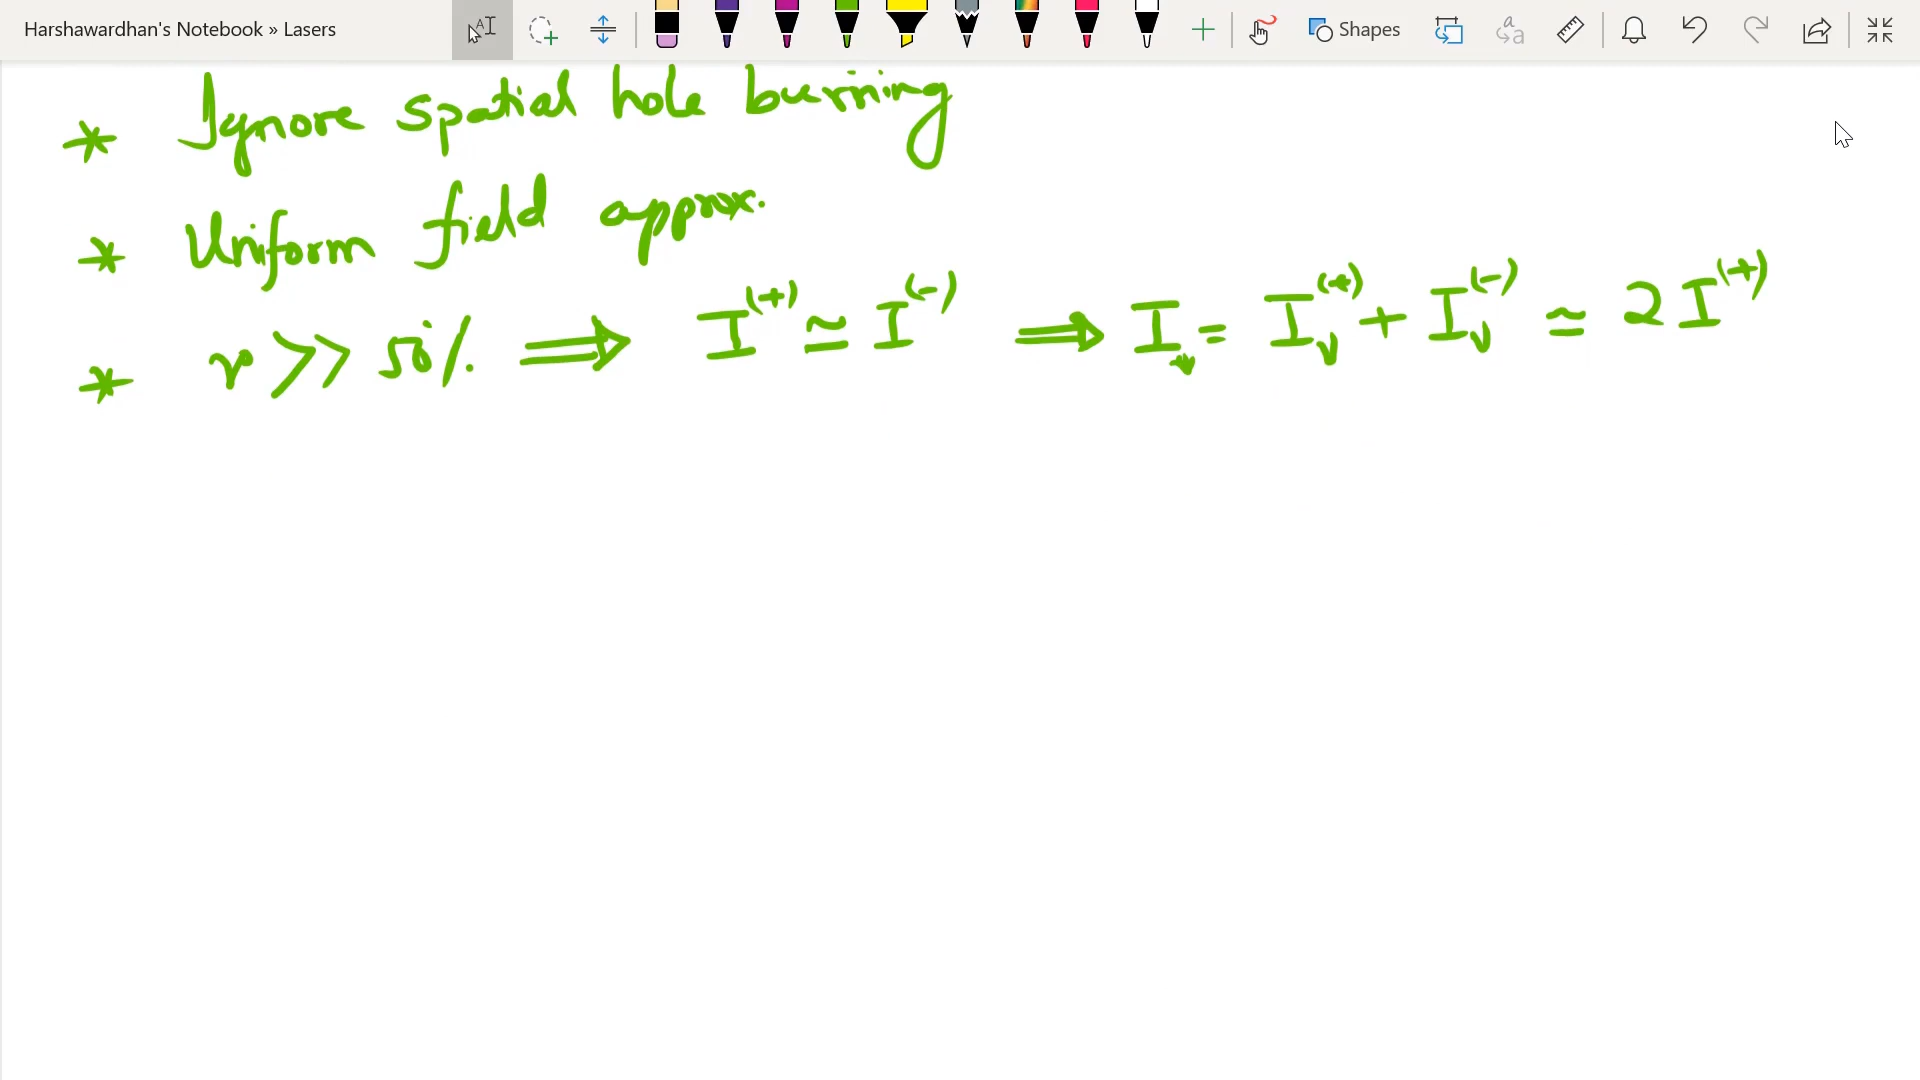 Harshawardhan's Notebook » Lasers
Shapes
* Ignore spatial hole burning
* Uniform field approx.
* r >> 50% ⟹ I⁽⁺⁾ ≃ I⁽⁻⁾ ⟹ I_ν = I_ν⁽⁺⁾ + I_ν⁽⁻⁾ ≃ 2 I⁽⁺⁾